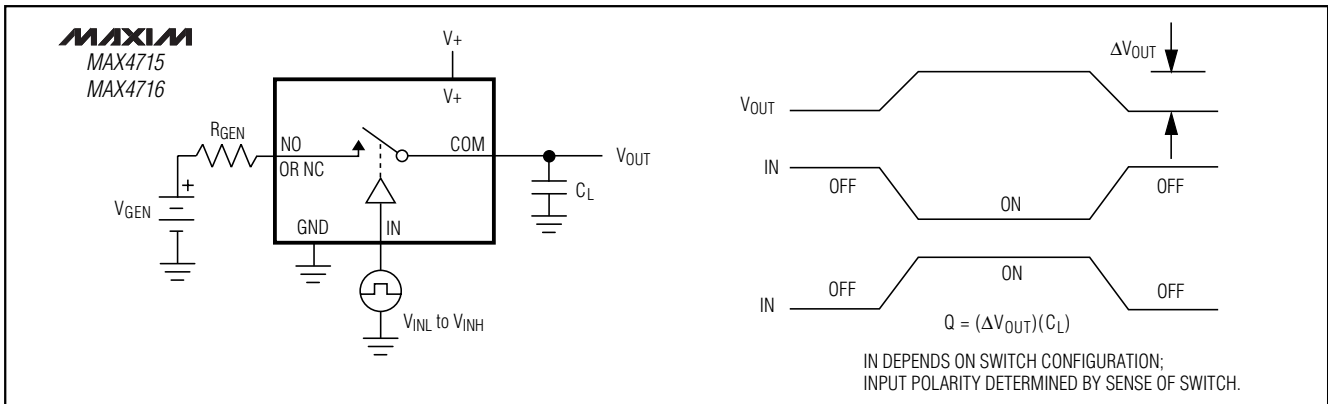 MAXIM
MAX4715
MAX4716
V+
V+
RGEN
NO
OR NC
COM
VOUT
CL
VGEN
+
GND
IN
VINL to VINH
ΔVOUT
VOUT
IN
OFF
ON
OFF
IN
OFF
ON
OFF
Q = (ΔVOUT)(CL)
IN DEPENDS ON SWITCH CONFIGURATION;
INPUT POLARITY DETERMINED BY SENSE OF SWITCH.